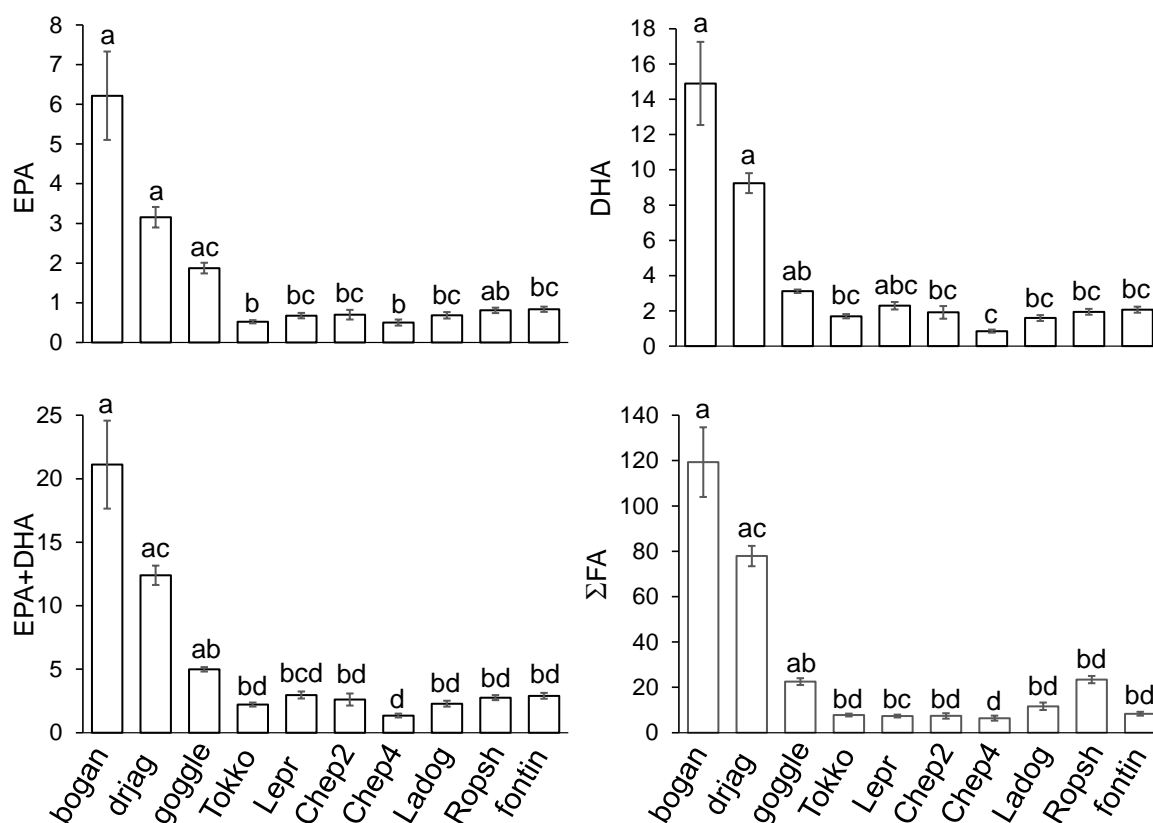 EPA
8
7
6
5
4
3
2
1
0
a
a
ac
b
bc
bc
b
bc
ab
bc
DHA
18
16
14
12
10
8
6
4
2
0
a
a
ab
bc
abc
bc
c
bc
bc
bc
EPA+DHA
25
20
15
10
5
0
a
ac
ab
bd
bcd
bd
d
bd
bd
bd
bogan
drjag
goggle
Tokko
Lepr
Chep2
Chep4
Ladog
Ropsh
fontin
ΣFA
140
120
100
80
60
40
20
0
a
ac
ab
bd
bc
bd
d
bd
bd
bd
bogan
drjag
goggle
Tokko
Lepr
Chep2
Chep4
Ladog
Ropsh
fontin